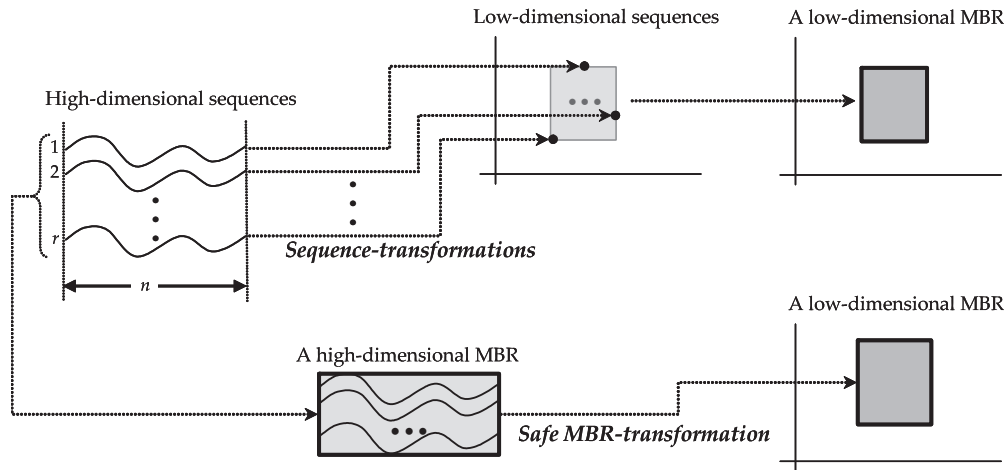 Low-dimensional sequences
A low-dimensional MBR
High-dimensional sequences
1
2
r
Sequence-transformations
n
A low-dimensional MBR
A high-dimensional MBR
Safe MBR-transformation